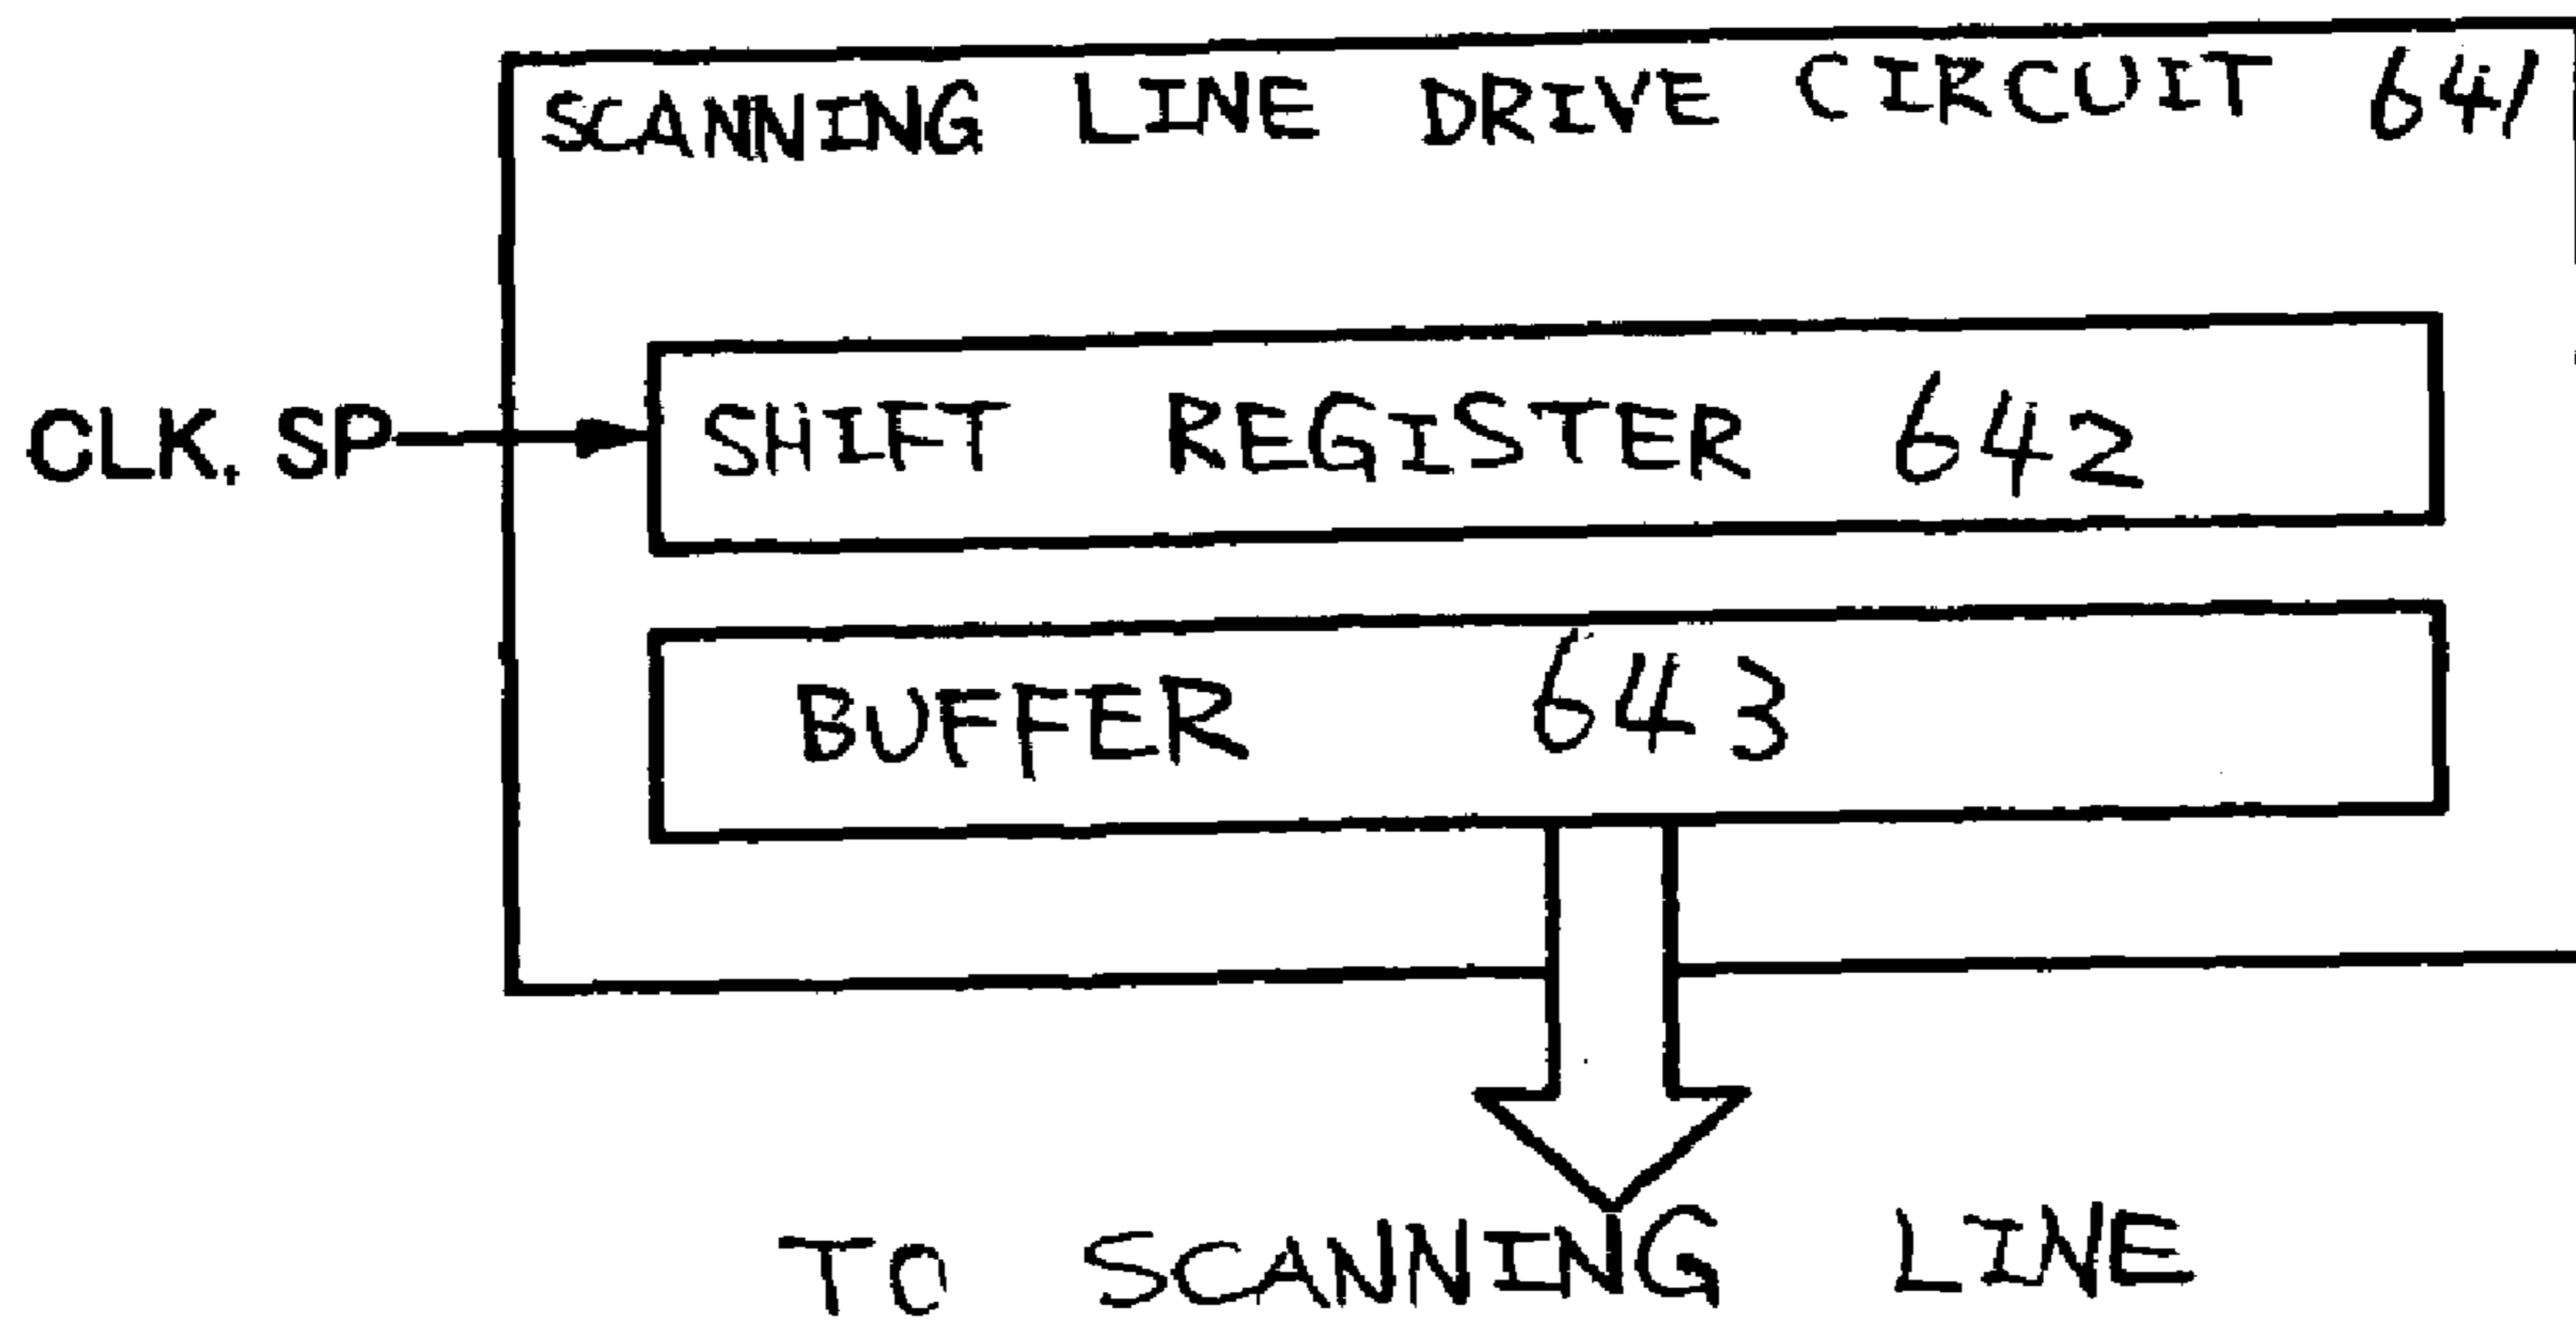 SCANNING LINE DRIVE CIRCUIT 641
CLK, SP
SHIFT REGISTER 642
BUFFER 643
TO SCANNING LINE